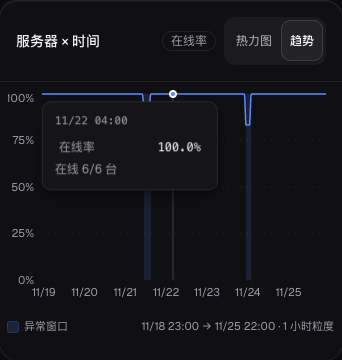 服务器 × 时间
在线率
热力图
趋势
100%
11/22 04:00
在线率 100.0%
在线 6/6 台
75%
50%
25%
0%
11/19 11/20 11/21 11/22 11/23 11/24 11/25
异常窗口
11/18 23:00 → 11/25 22:00 · 1 小时粒度